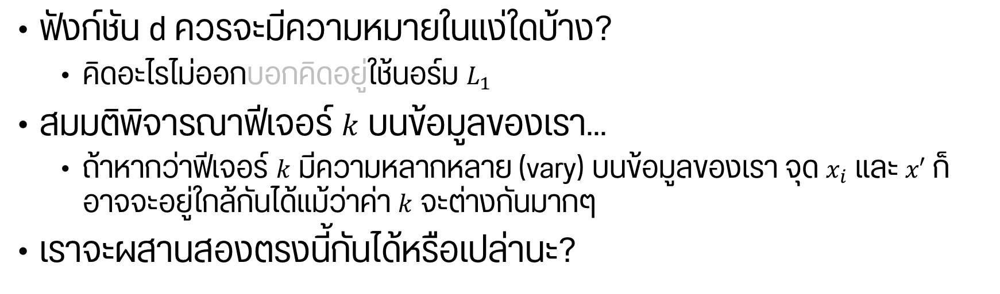 • ฟังก์ชัน d ควรจะมีความหมายในแง่ใดบ้าง?
• คิดอะไรไม่ออกบอกคิดอยู่ใช้นอร์ม L₁
• สมมติพิจารณาฟีเจอร์ k บนข้อมูลของเรา...
• ถ้าหากว่าฟีเจอร์ k มีความหลากหลาย (vary) บนข้อมูลของเรา จุด xᵢ และ x′ ก็
อาจจะอยู่ใกล้กันได้แม้ว่าค่า k จะต่างกันมากๆ
• เราจะผสานสองตรงนี้กันได้หรือเปล่านะ?